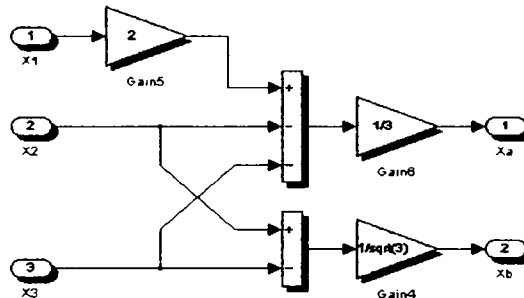 1
X1
2
Gain5
2
X2
+
-
-
1/3
Gain6
1
Xa
3
X3
+
-
1/sqrt(3)
Gain4
2
Xb